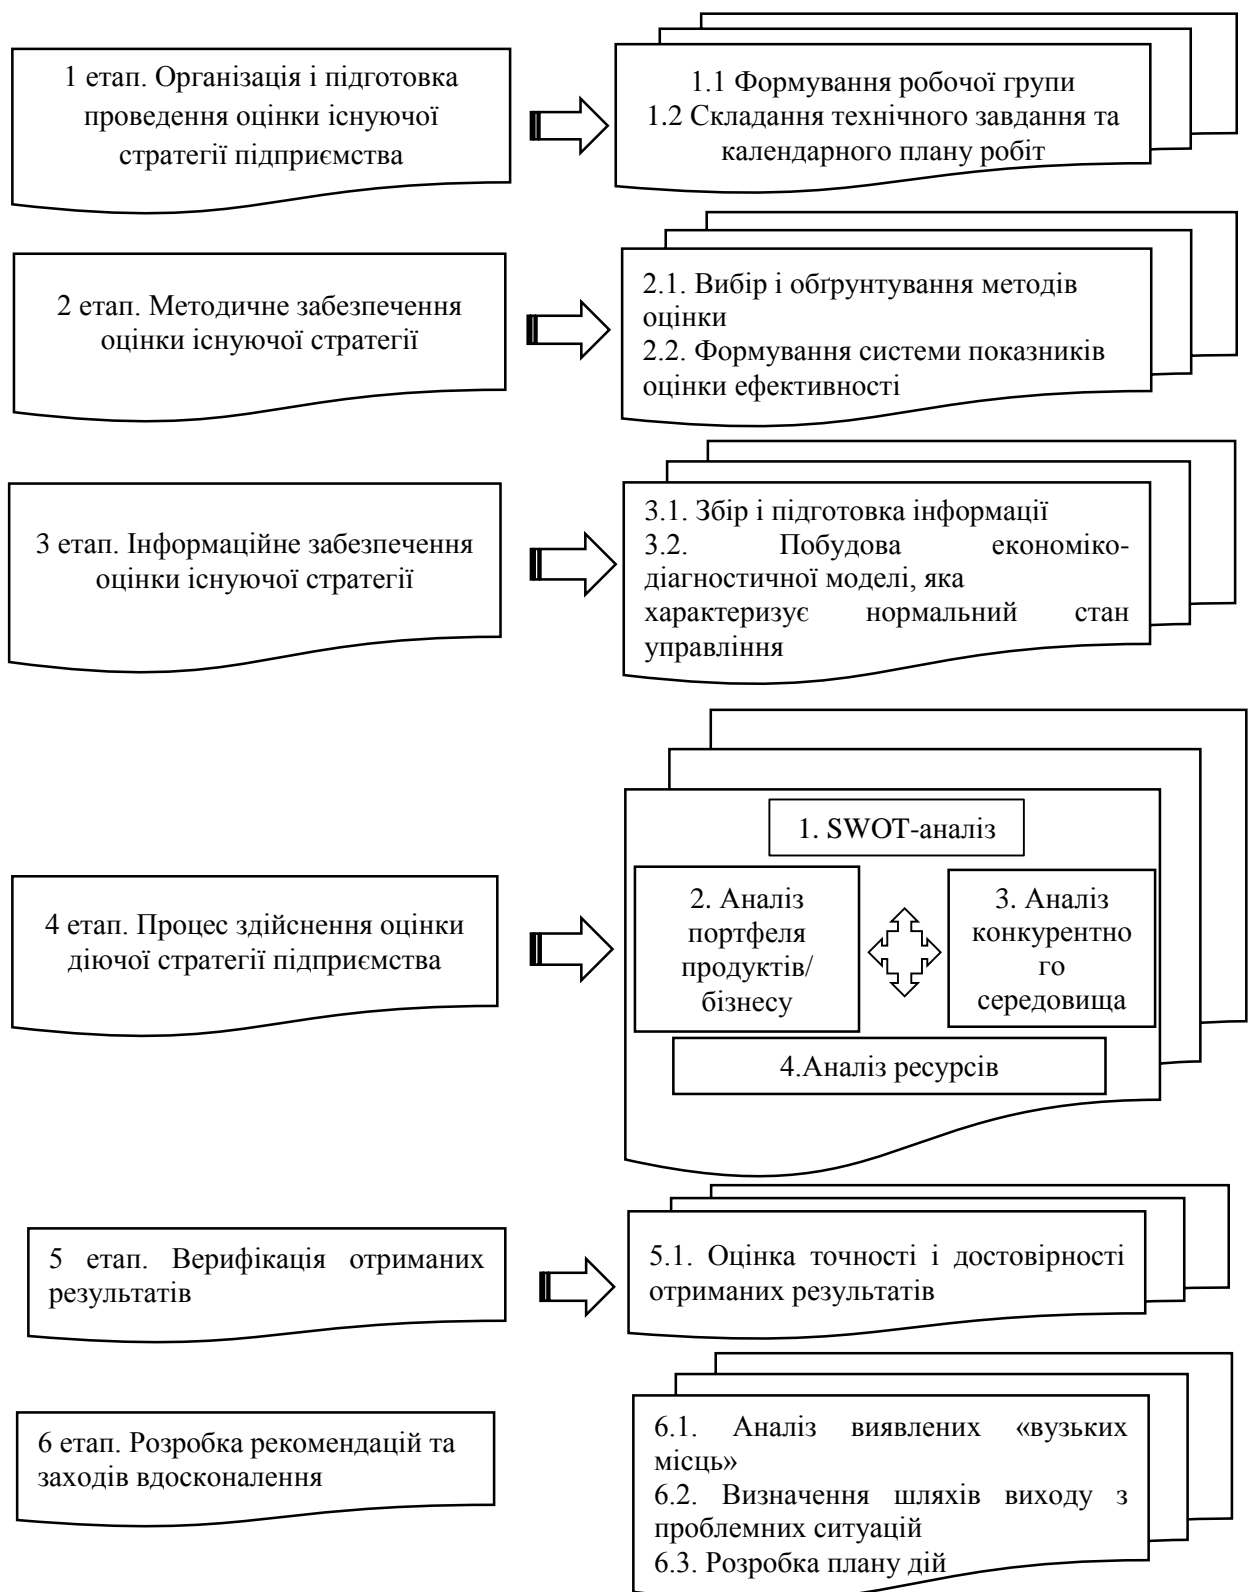 1 етап. Організація і підготовка
проведення оцінки існуючої
стратегії підприємства
1.1 Формування робочої групи
1.2 Складання технічного завдання та
календарного плану робіт
2 етап. Методичне забезпечення
оцінки існуючої стратегії
2.1. Вибір і обґрунтування методів
оцінки
2.2. Формування системи показників
оцінки ефективності
3 етап. Інформаційне забезпечення
оцінки існуючої стратегії
3.1. Збір і підготовка інформації
3.2. Побудова економіко-
діагностичної моделі, яка
характеризує нормальний стан
управління
4 етап. Процес здійснення оцінки
діючої стратегії підприємства
1. SWOT-аналіз
2. Аналіз
портфеля
продуктів/
бізнесу
3. Аналіз
конкурентно
го
середовища
4.Аналіз ресурсів
5 етап. Верифікація отриманих
результатів
5.1. Оцінка точності і достовірності
отриманих результатів
6 етап. Розробка рекомендацій та
заходів вдосконалення
6.1. Аналіз виявлених «вузьких
місць»
6.2. Визначення шляхів виходу з
проблемних ситуацій
6.3. Розробка плану дій